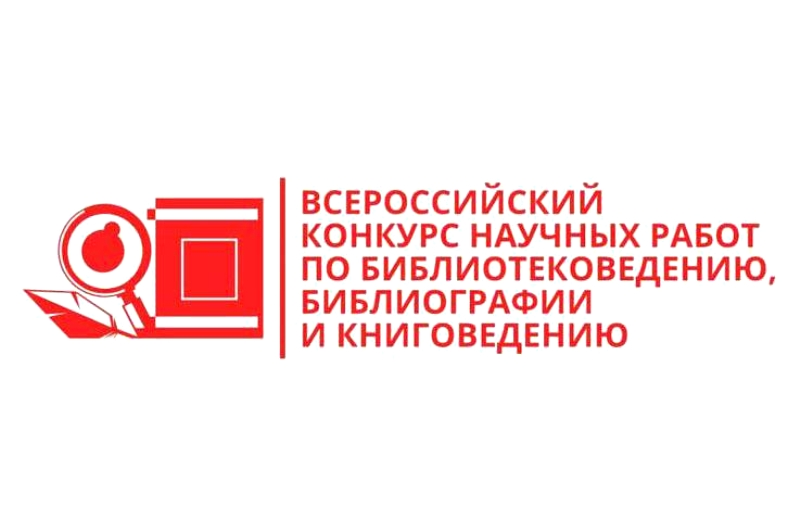 ВСЕРОССИЙСКИЙ
КОНКУРС НАУЧНЫХ РАБОТ
ПО БИБЛИОТЕКОВЕДЕНИЮ,
БИБЛИОГРАФИИ
И КНИГОВЕДЕНИЮ